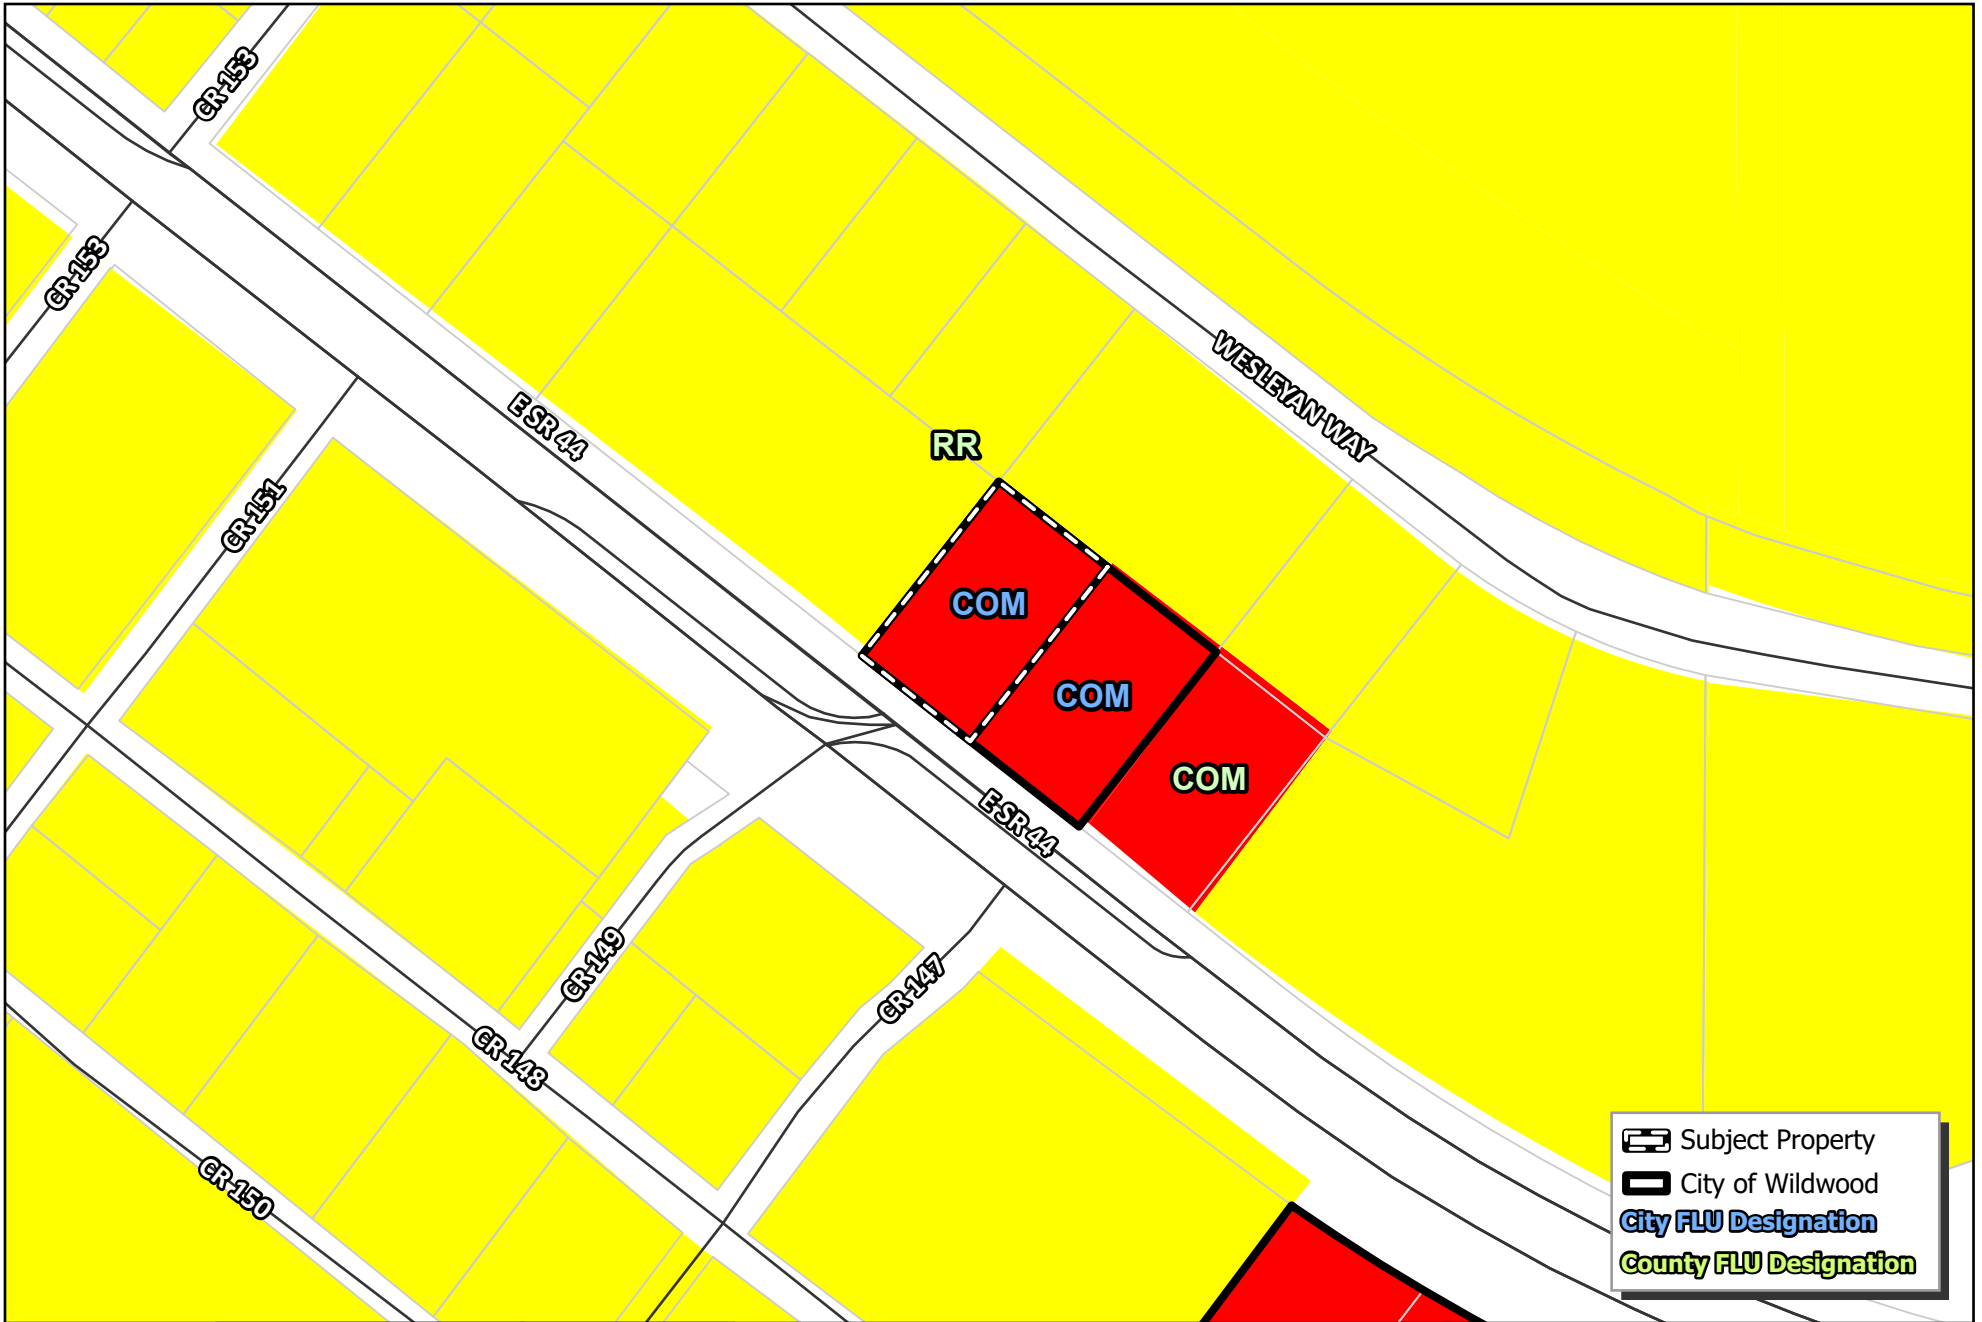 CR-153
CR-153
E SR 44
WESLEYAN WAY
RR
CR-151
COM
COM
COM
E SR 44
CR-149
CR-147
CR-148
CR-150
Subject Property
City of Wildwood
City FLU Designation
County FLU Designation